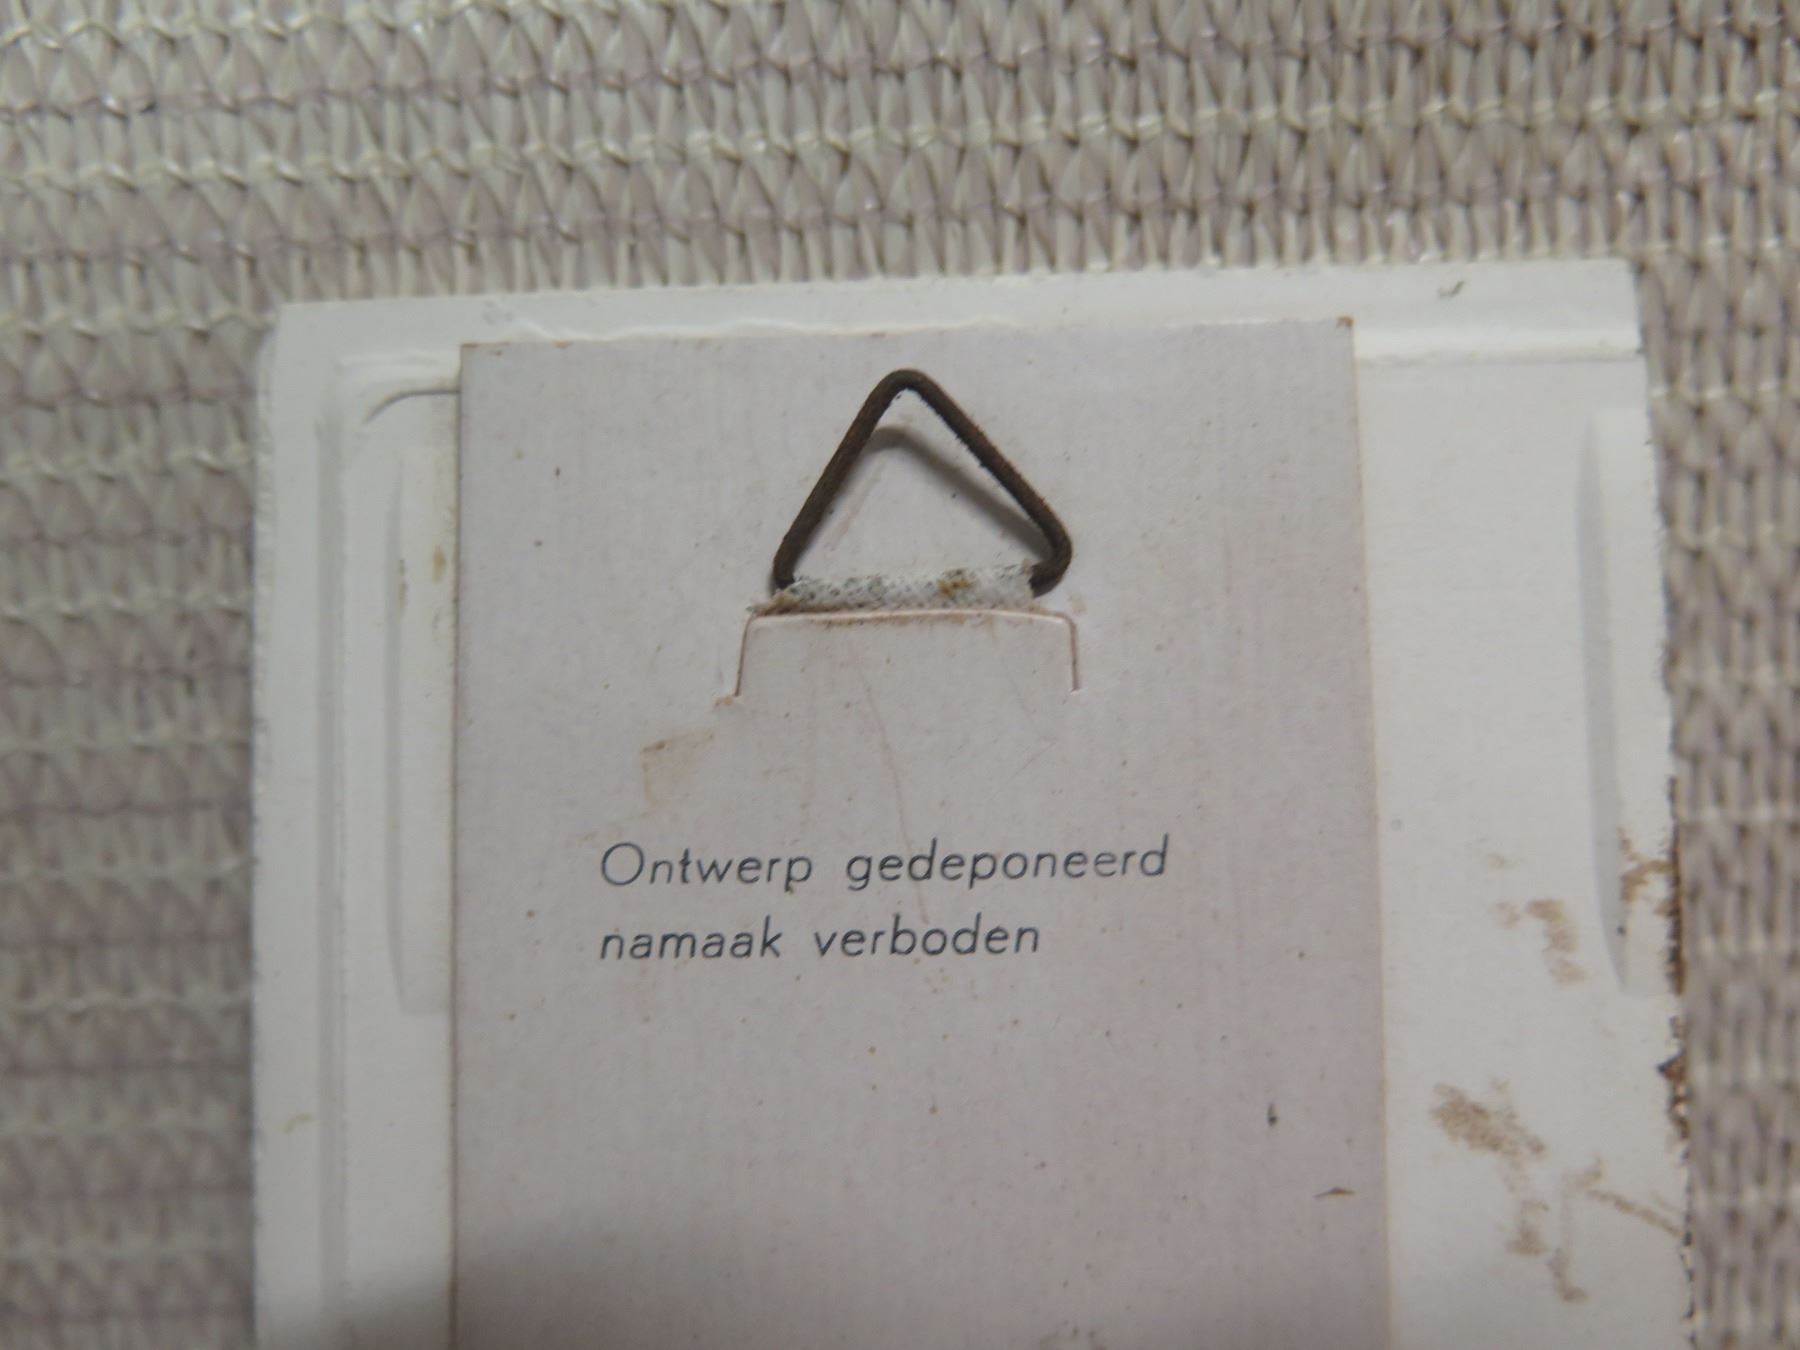 Ontwerp gedeponeerd
namaak verboden